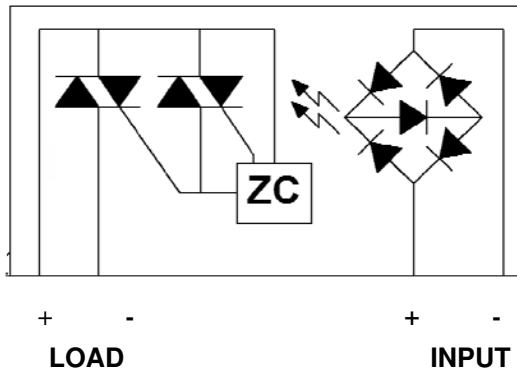 ZC
+ - + -
LOAD INPUT